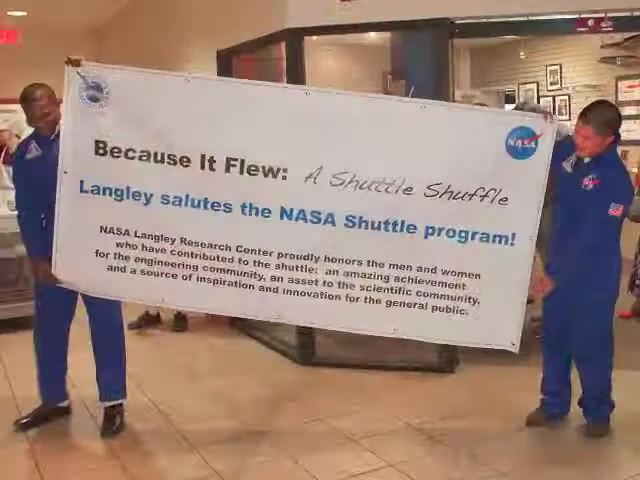 NASA
Because It Flew: A Shuttle Shuffle
Langley salutes the NASA Shuttle program!
NASA Langley Research Center proudly honors the men and women
who have contributed to the shuttle: an amazing achievement
for the engineering community, an asset to the scientific community,
and a source of inspiration and innovation for the general public.